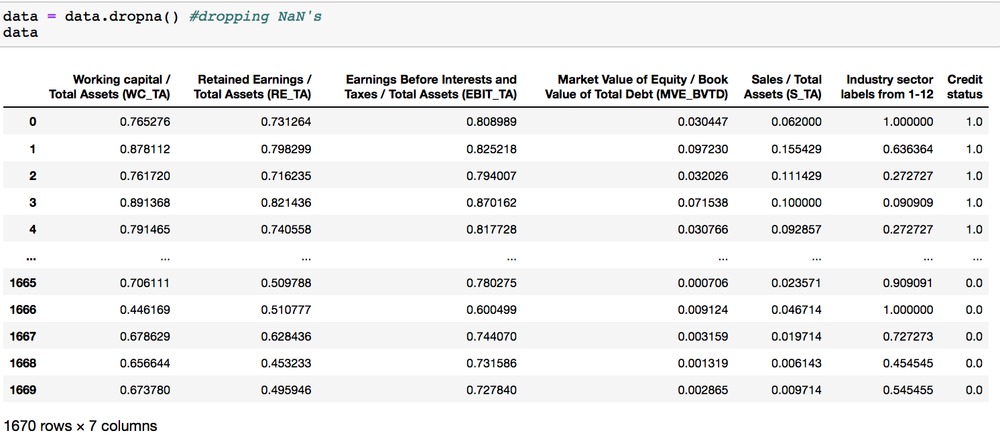 data = data.dropna() #dropping NaN's
data
Working capital / Retained Earnings / Earnings Before Interests and Market Value of Equity / Book Sales / Total Industry sector Credit
Total Assets (WC_TA) Total Assets (RE_TA) Taxes / Total Assets (EBIT_TA) Value of Total Debt (MVE_BVTD) Assets (S_TA) labels from 1-12 status
0 0.765276 0.731264 0.808989 0.030447 0.062000 1.000000 1.0
1 0.878112 0.798299 0.825218 0.097230 0.155429 0.636364 1.0
2 0.761720 0.716235 0.794007 0.032026 0.111429 0.272727 1.0
3 0.891368 0.821436 0.870162 0.071538 0.100000 0.090909 1.0
4 0.791465 0.740558 0.817728 0.030766 0.092857 0.272727 1.0
... ... ... ... ... ... ... ...
1665 0.706111 0.509788 0.780275 0.000706 0.023571 0.909091 0.0
1666 0.446169 0.510777 0.600499 0.009124 0.046714 1.000000 0.0
1667 0.678629 0.628436 0.744070 0.003159 0.019714 0.727273 0.0
1668 0.656644 0.453233 0.731586 0.001319 0.006143 0.454545 0.0
1669 0.673780 0.495946 0.727840 0.002865 0.009714 0.545455 0.0
1670 rows × 7 columns